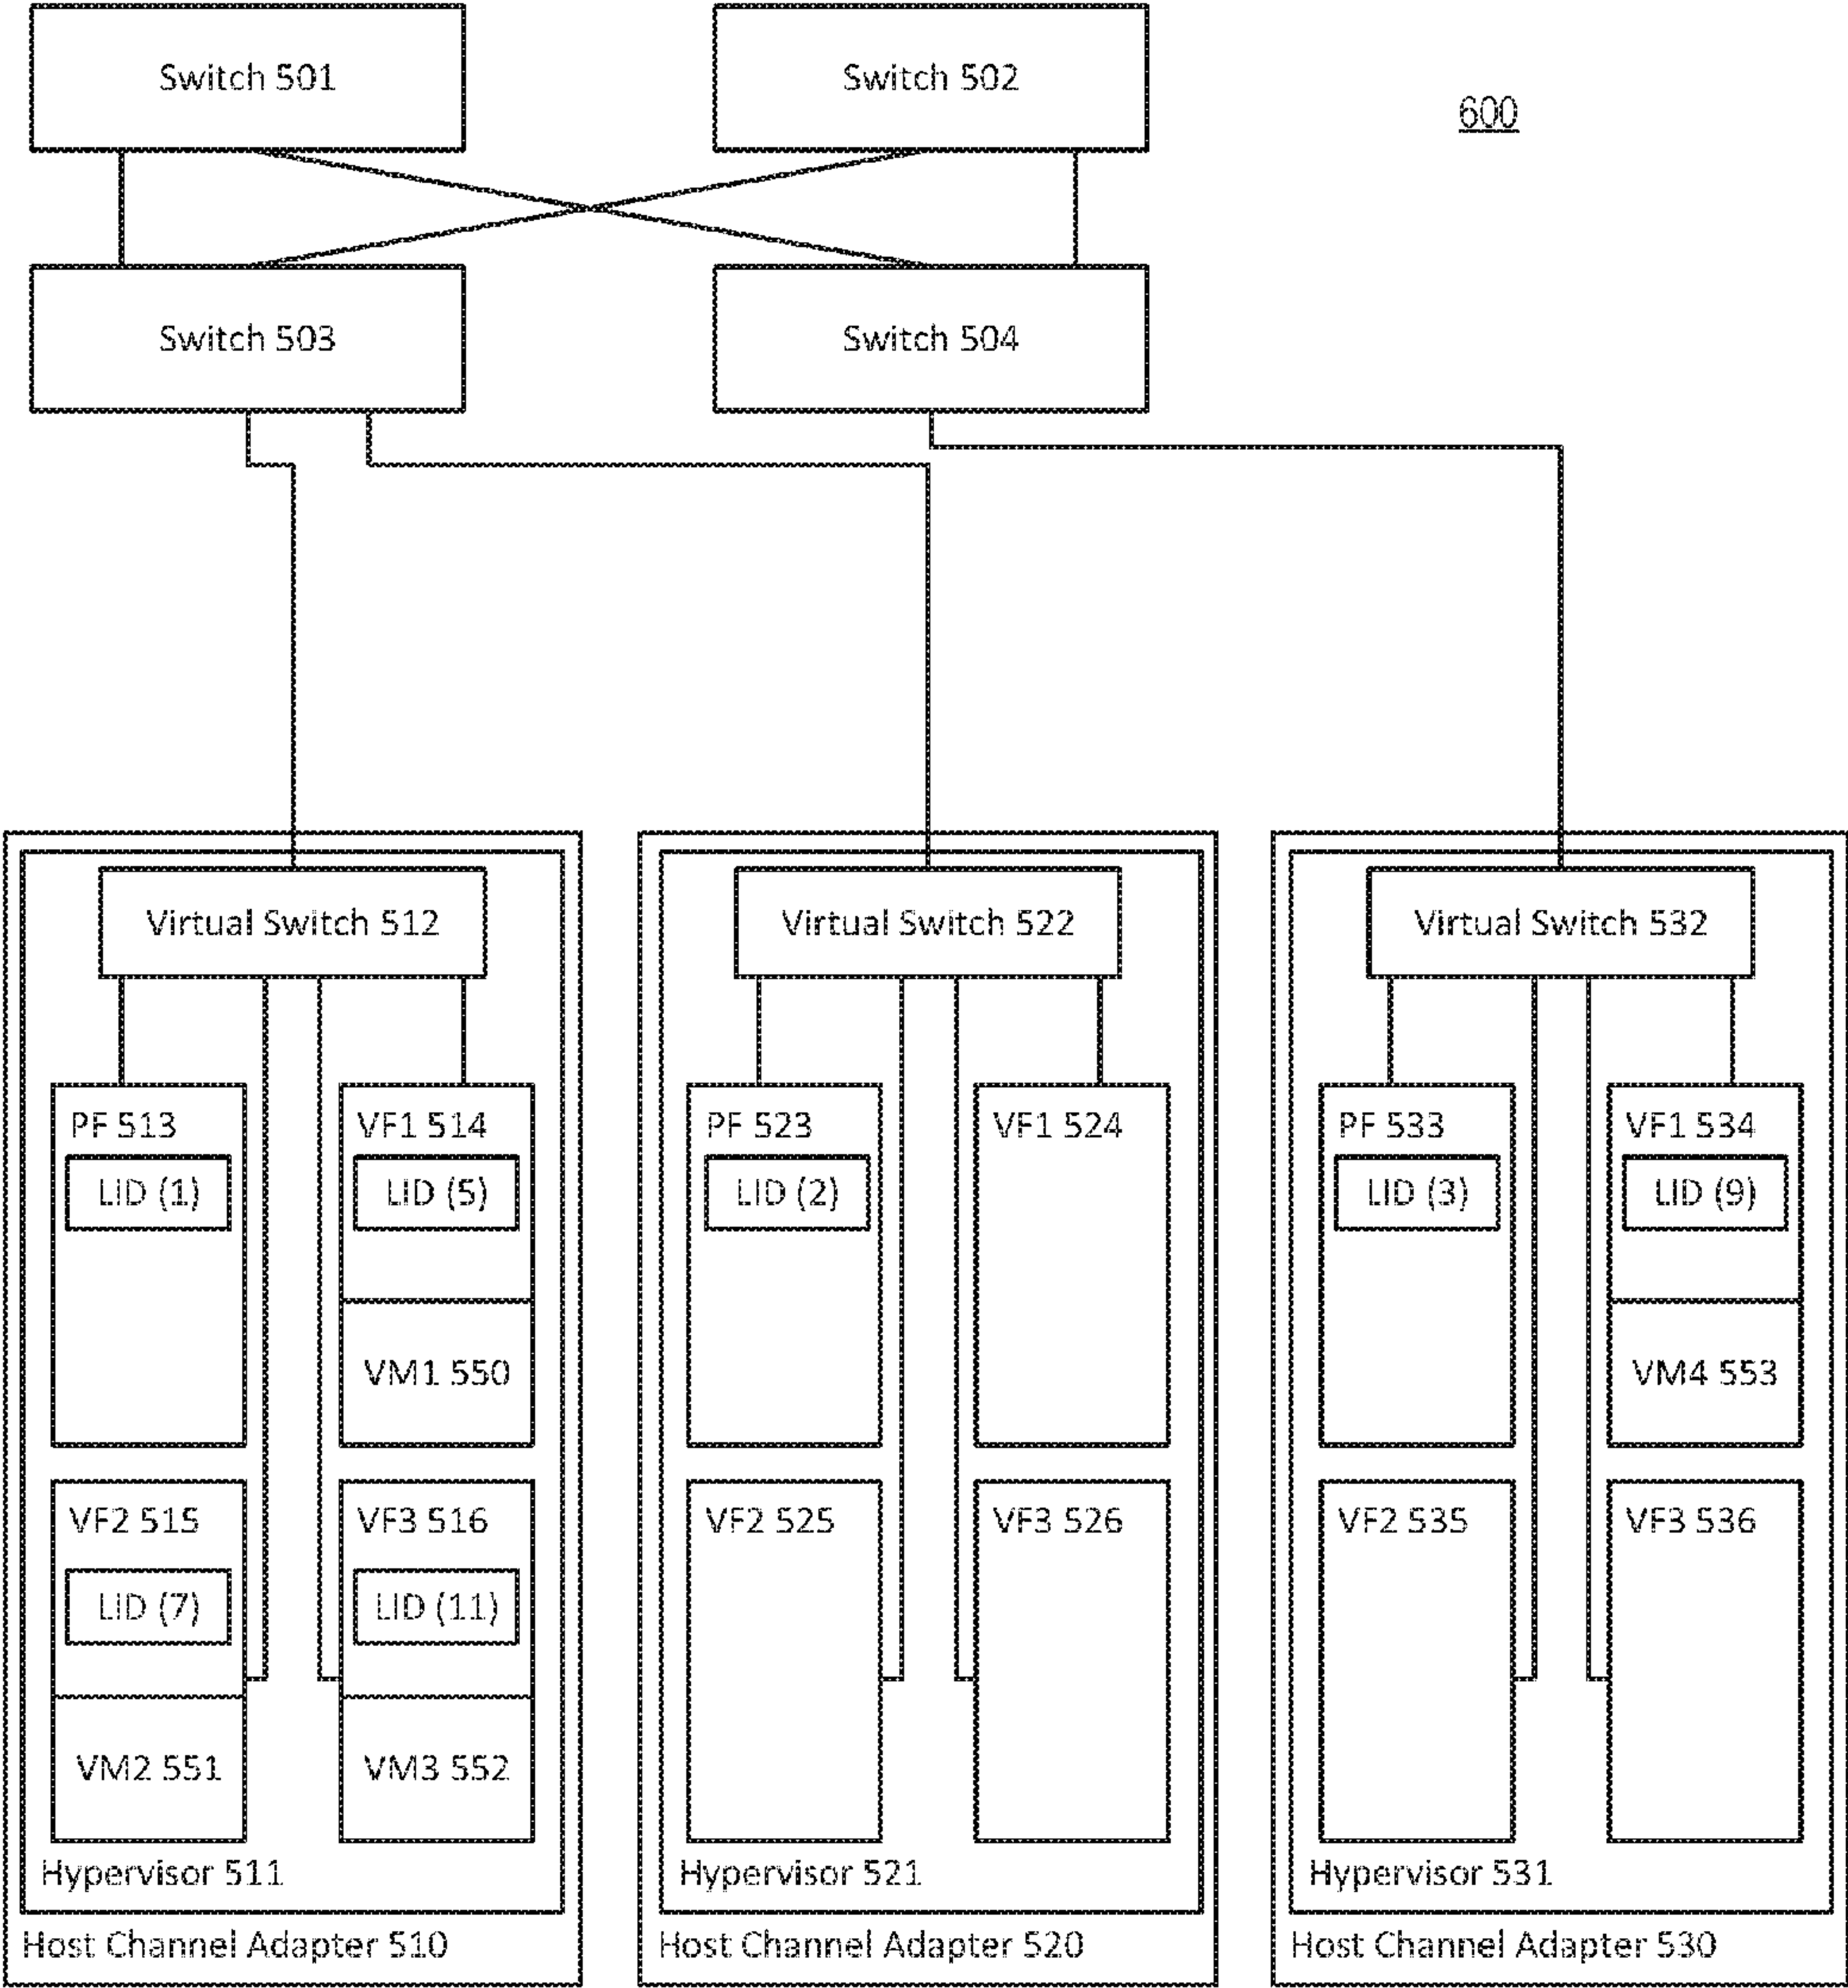 Switch 501
Switch 502
600
Switch 503
Switch 504
Virtual Switch 512
PF 513
LID (1)
VF1 514
LID (5)
VM1 550
VF2 515
LID (7)
VM2 551
VF3 516
LID (11)
VM3 552
Hypervisor 511
Host Channel Adapter 510
Virtual Switch 522
PF 523
LID (2)
VF1 524
VF2 525
VF3 526
Hypervisor 521
Host Channel Adapter 520
Virtual Switch 532
PF 533
LID (3)
VF1 534
LID (9)
VM4 553
VF2 535
VF3 536
Hypervisor 531
Host Channel Adapter 530